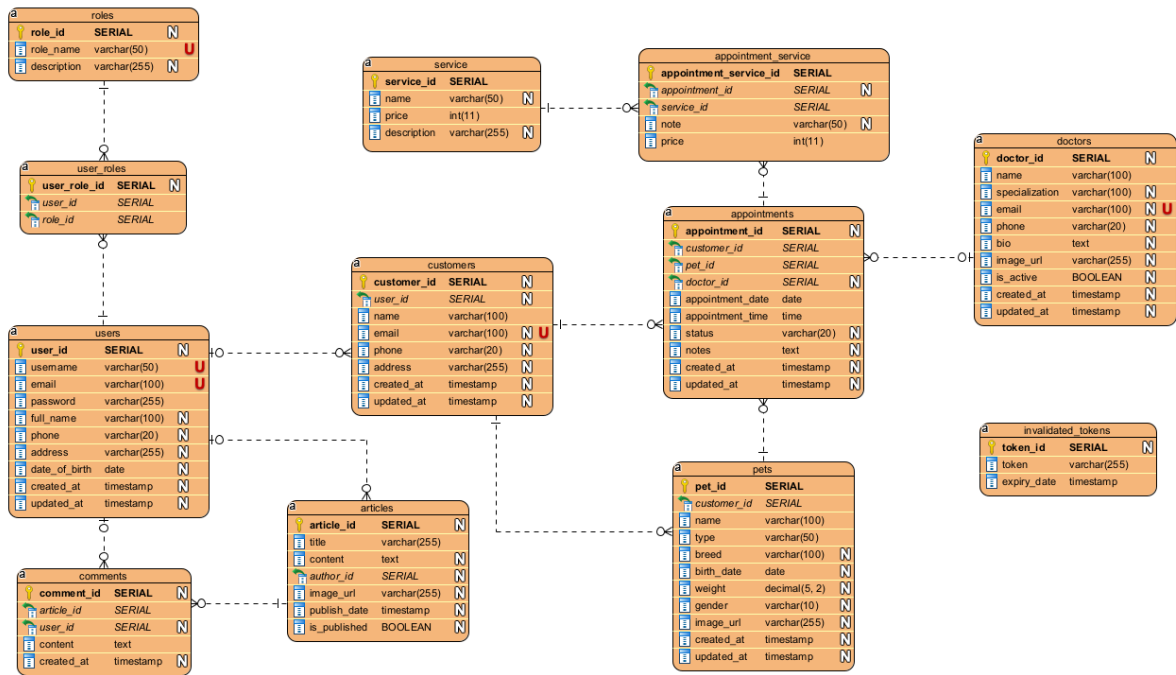 a
roles
role_id SERIAL N
role_name varchar(50) U
description varchar(255) N
a
user_roles
user_role_id SERIAL N
user_id SERIAL
role_id SERIAL
a
users
user_id SERIAL N
username varchar(50) U
email varchar(100) U
password varchar(255)
full_name varchar(100) N
phone varchar(20) N
address varchar(255) N
date_of_birth date N
created_at timestamp N
updated_at timestamp N
a
comments
comment_id SERIAL N
article_id SERIAL
user_id SERIAL N
content text
created_at timestamp N
a
service
service_id SERIAL
name varchar(50) N
price int(11)
description varchar(255) N
a
customers
customer_id SERIAL N
user_id SERIAL N
name varchar(100)
email varchar(100) N U
phone varchar(20) N
address varchar(255) N
created_at timestamp N
updated_at timestamp N
a
articles
article_id SERIAL N
title varchar(255)
content text N
author_id SERIAL N
image_url varchar(255) N
publish_date timestamp N
is_published BOOLEAN N
appointment_service
appointment_service_id SERIAL
appointment_id SERIAL N
service_id SERIAL
note varchar(50) N
price int(11)
a
appointments
appointment_id SERIAL N
customer_id SERIAL
pet_id SERIAL
doctor_id SERIAL N
appointment_date date
appointment_time time
status varchar(20) N
notes text N
created_at timestamp N
updated_at timestamp N
a
pets
pet_id SERIAL
customer_id SERIAL
name varchar(100)
type varchar(50)
breed varchar(100) N
birth_date date N
weight decimal(5, 2) N
gender varchar(10) N
image_url varchar(255) N
created_at timestamp N
updated_at timestamp N
a
doctors
doctor_id SERIAL N
name varchar(100)
specialization varchar(100) N
email varchar(100) N U
phone varchar(20) N
bio text N
image_url varchar(255) N
is_active BOOLEAN N
created_at timestamp N
updated_at timestamp N
a
invalidated_tokens
token_id SERIAL N
token varchar(255)
expiry_date timestamp